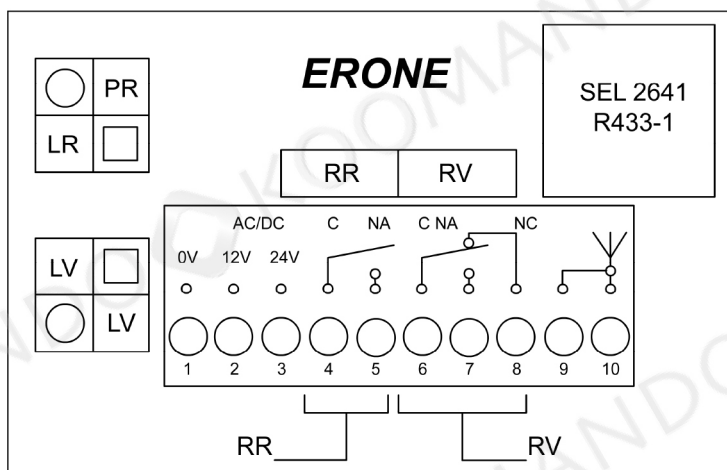 ERONE
SEL 2641
R433-1
PR
LR
RR RV
LV
LV
AC/DC C NA C NA NC
0V 12V 24V
1 2 3 4 5 6 7 8 9 10
RR RV
KOOMANDO